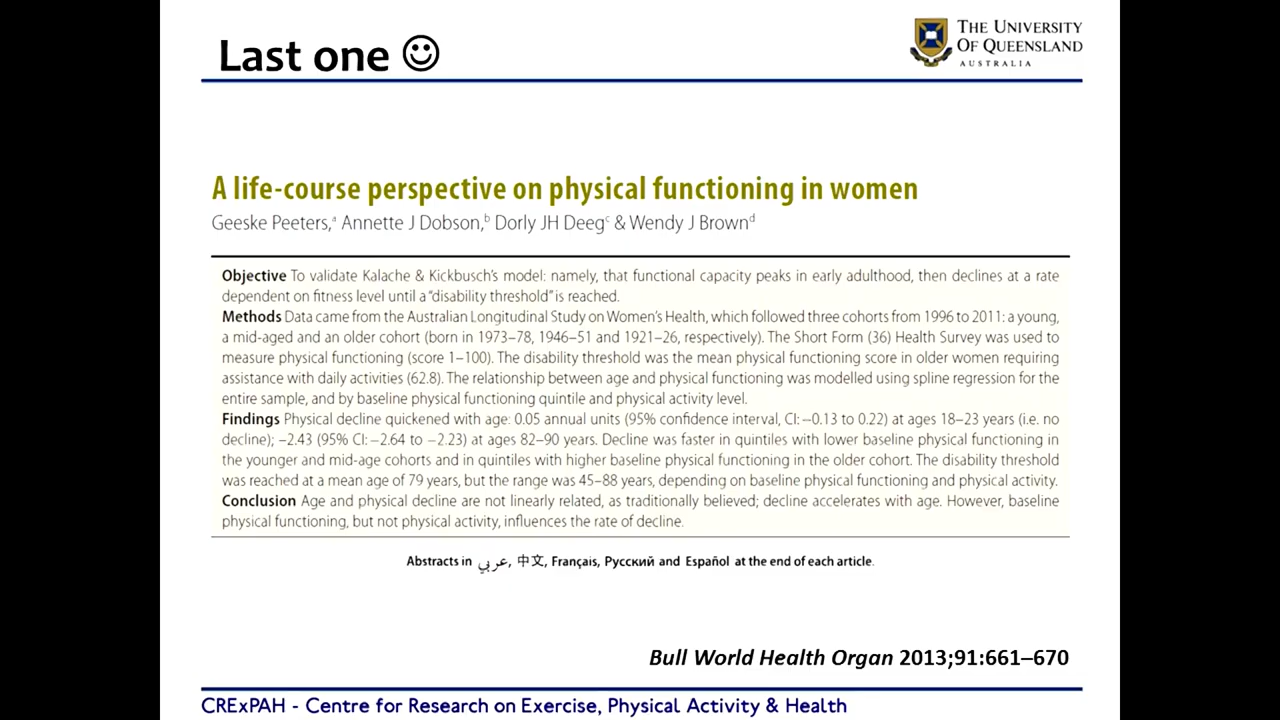 Last one ☺
THE UNIVERSITY
OF QUEENSLAND
AUSTRALIA
A life-course perspective on physical functioning in women
Geeske Peeters,ᵃ Annette J Dobson,ᵇ Dorly JH Deegᶜ & Wendy J Brownᵈ
Objective To validate Kalache & Kickbusch's model: namely, that functional capacity peaks in early adulthood, then declines at a rate
dependent on fitness level until a "disability threshold" is reached.
Methods Data came from the Australian Longitudinal Study on Women's Health, which followed three cohorts from 1996 to 2011: a young,
a mid-aged and an older cohort (born in 1973–78, 1946–51 and 1921–26, respectively). The Short Form (36) Health Survey was used to
measure physical functioning (score 1–100). The disability threshold was the mean physical functioning score in older women requiring
assistance with daily activities (62.8). The relationship between age and physical functioning was modelled using spline regression for the
entire sample, and by baseline physical functioning quintile and physical activity level.
Findings Physical decline quickened with age: 0.05 annual units (95% confidence interval, CI: −0.13 to 0.22) at ages 18–23 years (i.e. no
decline); −2.43 (95% CI: −2.64 to −2.23) at ages 82–90 years. Decline was faster in quintiles with lower baseline physical functioning in
the younger and mid-age cohorts and in quintiles with higher baseline physical functioning in the older cohort. The disability threshold
was reached at a mean age of 79 years, but the range was 45–88 years, depending on baseline physical functioning and physical activity.
Conclusion Age and physical decline are not linearly related, as traditionally believed; decline accelerates with age. However, baseline
physical functioning, but not physical activity, influences the rate of decline.
Abstracts in عربي, 中文, Français, Русский and Español at the end of each article.
Bull World Health Organ 2013;91:661–670
CRExPAH - Centre for Research on Exercise, Physical Activity & Health